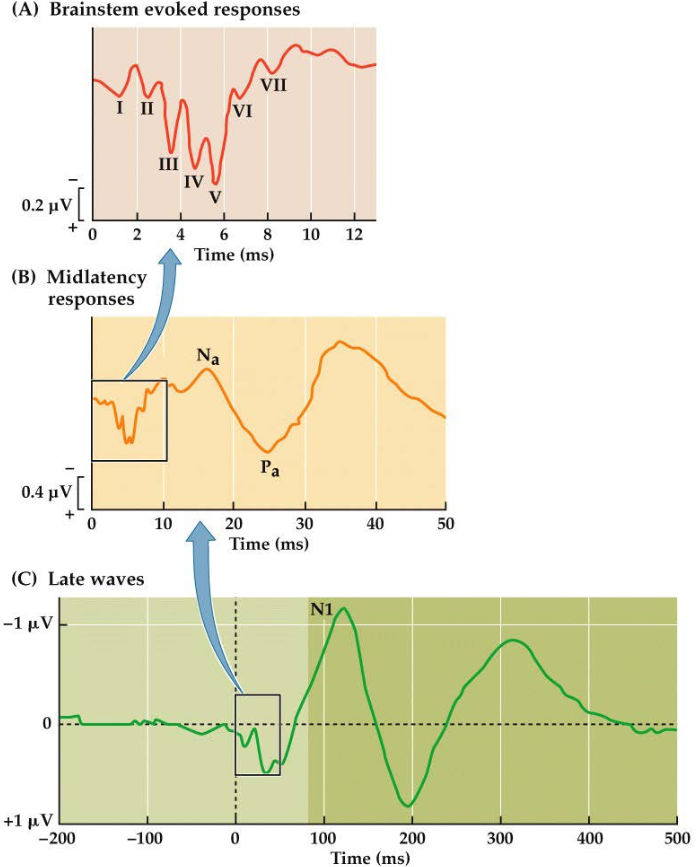 (A) Brainstem evoked responses
I
II
III
IV
V
VI
VII
−
0.2 µV
+
0 2 4 6 8 10 12
Time (ms)
(B) Midlatency
responses
Na
Pa
−
0.4 µV
+
0 10 20 30 40 50
Time (ms)
(C) Late waves
N1
−1 µV
0
+1 µV
−200 −100 0 100 200 300 400 500
Time (ms)